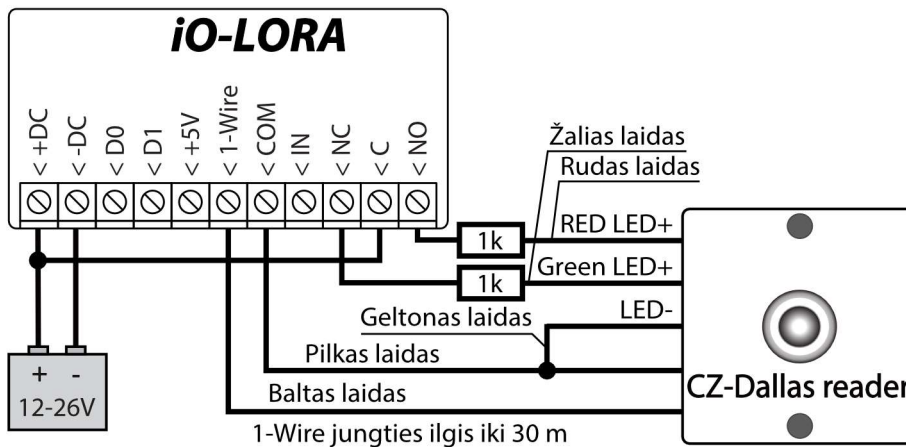 iO-LORA
< +DC
< -DC
< D0
< D1
< +5V
< 1-Wire
< COM
< IN
< NC
< C
< NO
Žalias laidas
Rudas laidas
1k
RED LED+
1k
Green LED+
Geltonas laidas
LED-
Pilkas laidas
+ -
12-26V
CZ-Dallas reader
Baltas laidas
1-Wire jungties ilgis iki 30 m